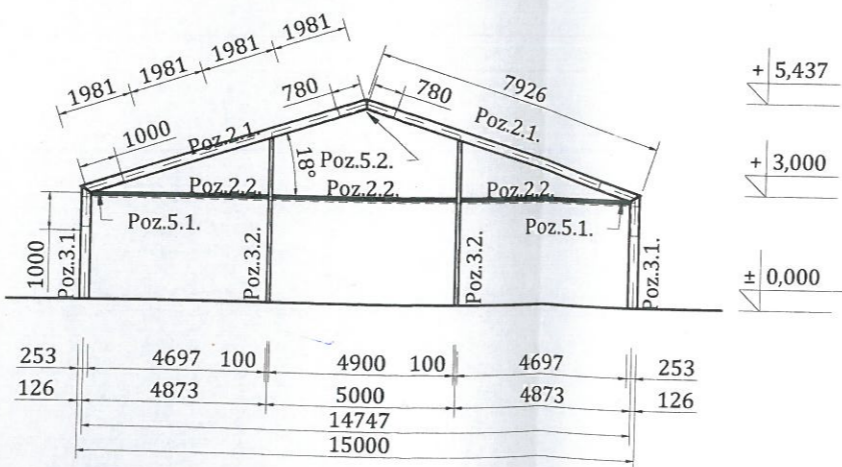 1981
1981
1981
1981
780
780
7926
+ 5,437
1000
Poz.2.1.
Poz.2.1.
18°
Poz.5.2.
+ 3,000
Poz.2.2.
Poz.2.2.
Poz.2.2.
Poz.5.1.
Poz.5.1.
1000
Poz.3.1
Poz.3.2.
Poz.3.2.
Poz.3.1.
± 0,000
253 4697 100 4900 100 4697 253
126 4873 5000 4873 126
14747
15000